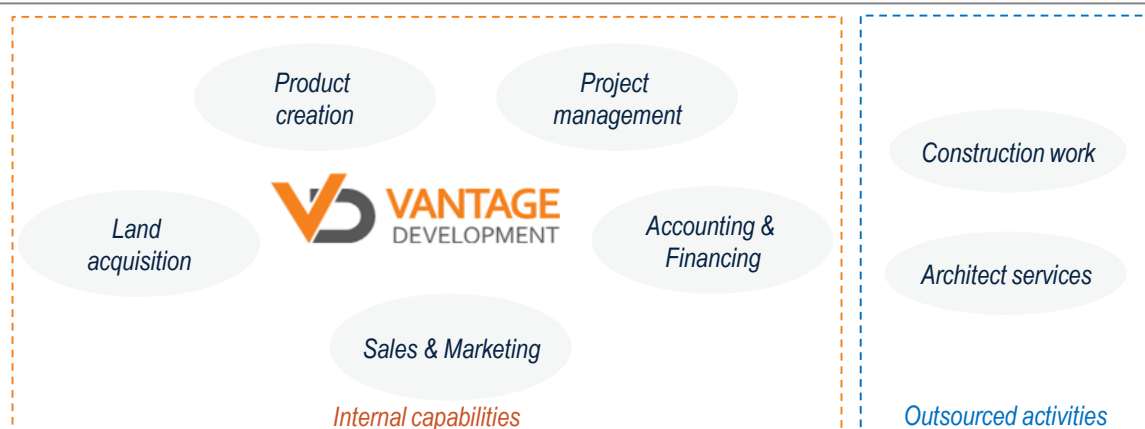 Product
creation
Project
management
Land
acquisition
VANTAGE
DEVELOPMENT
Accounting &
Financing
Sales & Marketing
Internal capabilities
Construction work
Architect services
Outsourced activities